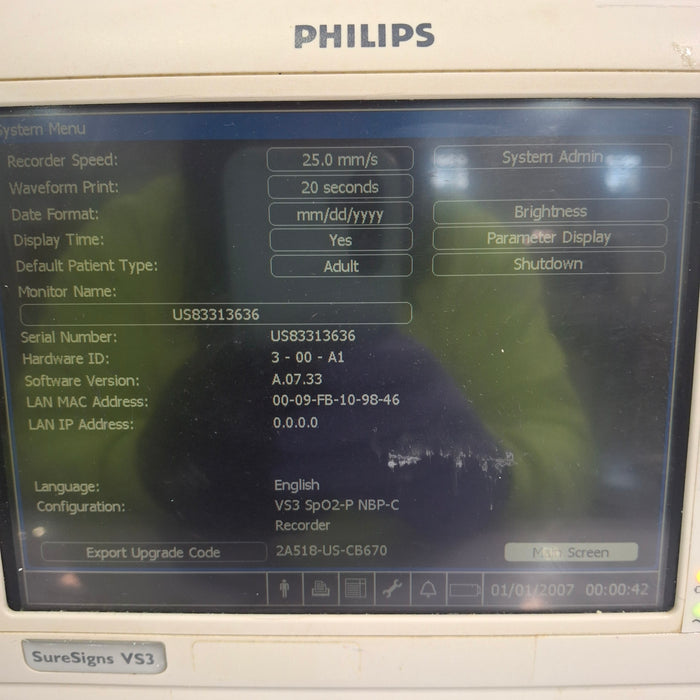 PHILIPS
System Menu
Recorder Speed: 25.0 mm/s System Admin
Waveform Print: 20 seconds
Date Format: mm/dd/yyyy Brightness
Display Time: Yes Parameter Display
Default Patient Type: Adult Shutdown
Monitor Name:
US83313636
Serial Number: US83313636
Hardware ID: 3 - 00 - A1
Software Version: A.07.33
LAN MAC Address: 00-09-FB-10-98-46
LAN IP Address: 0.0.0.0
Language: English
Configuration: VS3 SpO2-P NBP-C
Recorder
Export Upgrade Code 2A518-US-CB670 Main Screen
01/01/2007 00:00:42
SureSigns VS3